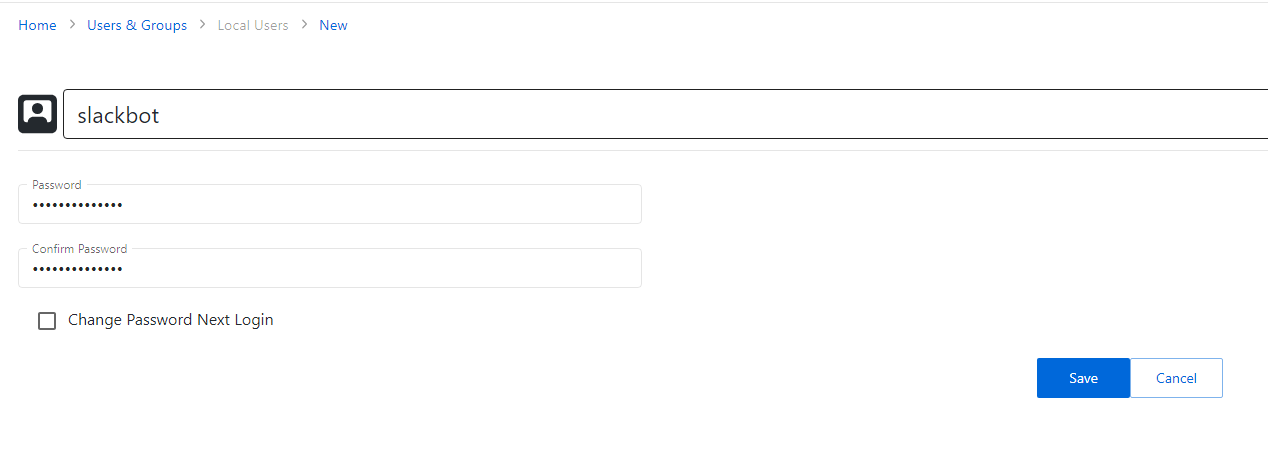 Home > Users & Groups > Local Users > New
slackbot
Password
••••••••••••••
Confirm Password
••••••••••••••
Change Password Next Login
Save Cancel